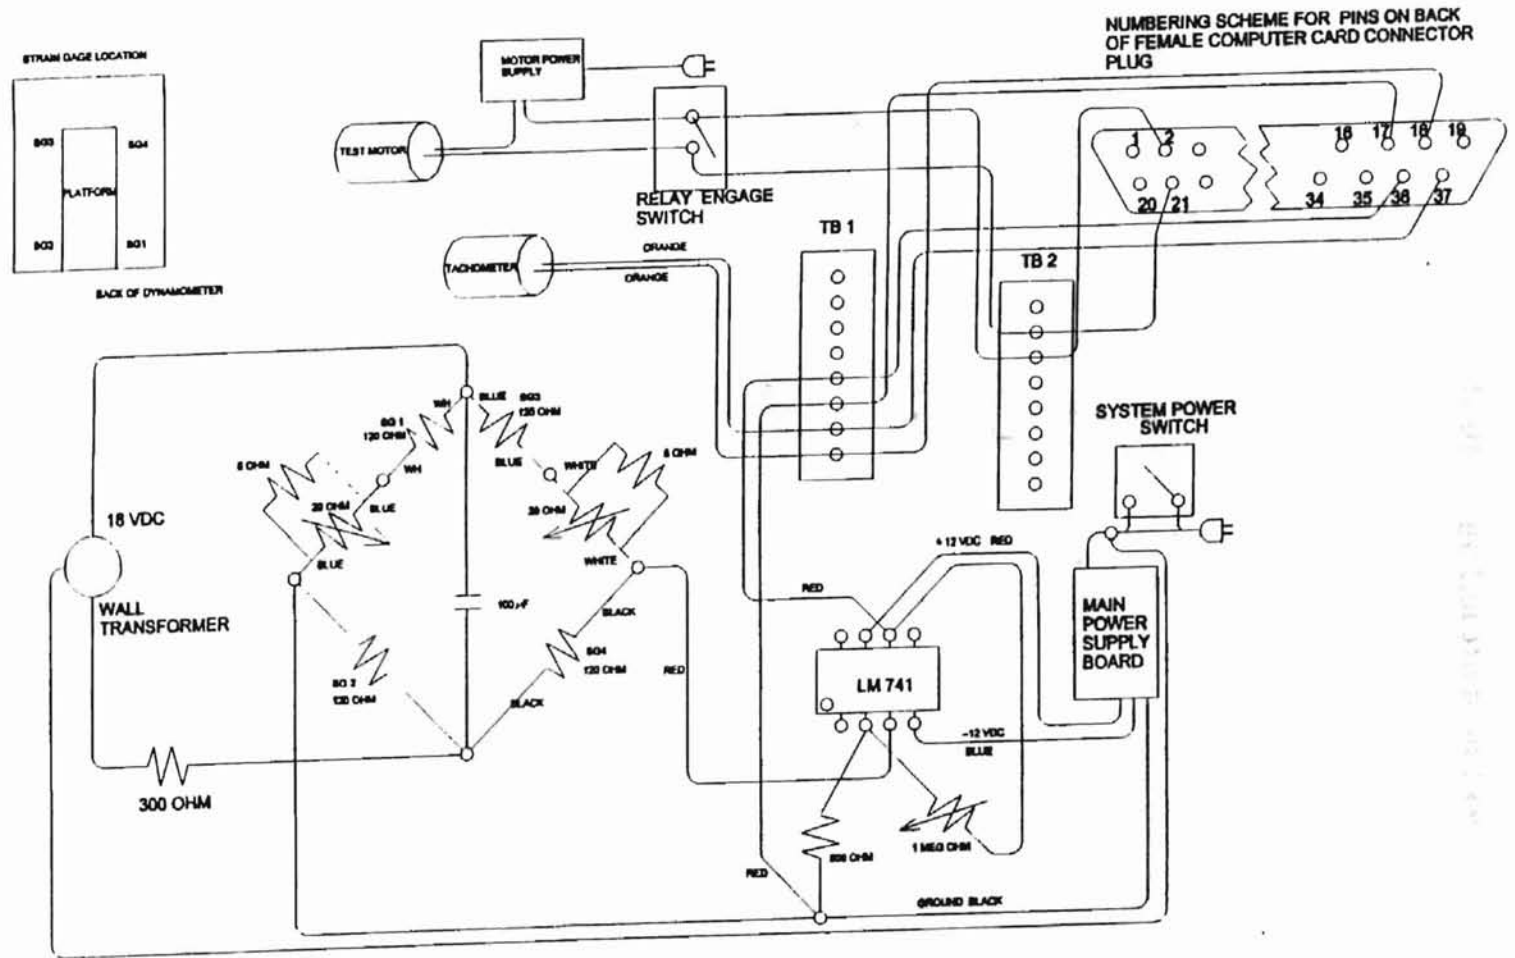 NUMBERING SCHEME FOR PINS ON BACK
OF FEMALE COMPUTER CARD CONNECTOR
PLUG
STRAIN GAGE LOCATION
SG3
SG4
PLATFORM
SG2
SG1
BACK OF DYNAMOMETER
MOTOR POWER
SUPPLY
TEST MOTOR
RELAY ENGAGE
SWITCH
TACHOMETER
ORANGE
ORANGE
TB 1
TB 2
1
2
16
17
18
19
20
21
34
35
36
37
SYSTEM POWER
SWITCH
WH
BLUE
SG3
120 OHM
SG 1
120 OHM
WH
BLUE
WHITE
5 OHM
5 OHM
20 OHM
BLUE
20 OHM
BLUE
WHITE
18 VDC
WALL
TRANSFORMER
100 μF
BLACK
SG4
120 OHM
RED
SG 2
120 OHM
BLACK
300 OHM
+12 VDC RED
RED
LM 741
MAIN
POWER
SUPPLY
BOARD
-12 VDC
BLUE
OHM
1 MEG OHM
RED
GROUND BLACK